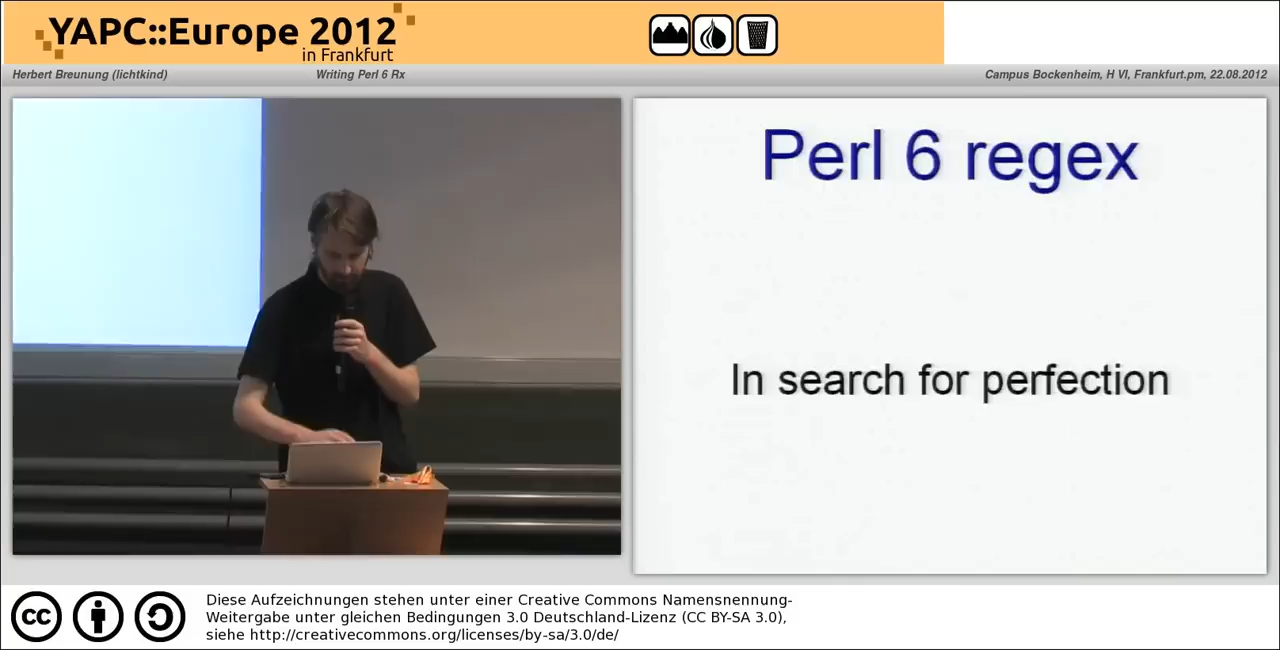 YAPC::Europe 2012
in Frankfurt
Herbert Breunung (lichtkind)
Writing Perl 6 Rx
Campus Bockenheim, H VI, Frankfurt.pm, 22.08.2012
Perl 6 regex
In search for perfection
cc
Diese Aufzeichnungen stehen unter einer Creative Commons Namensnennung-
Weitergabe unter gleichen Bedingungen 3.0 Deutschland-Lizenz (CC BY-SA 3.0),
siehe http://creativecommons.org/licenses/by-sa/3.0/de/